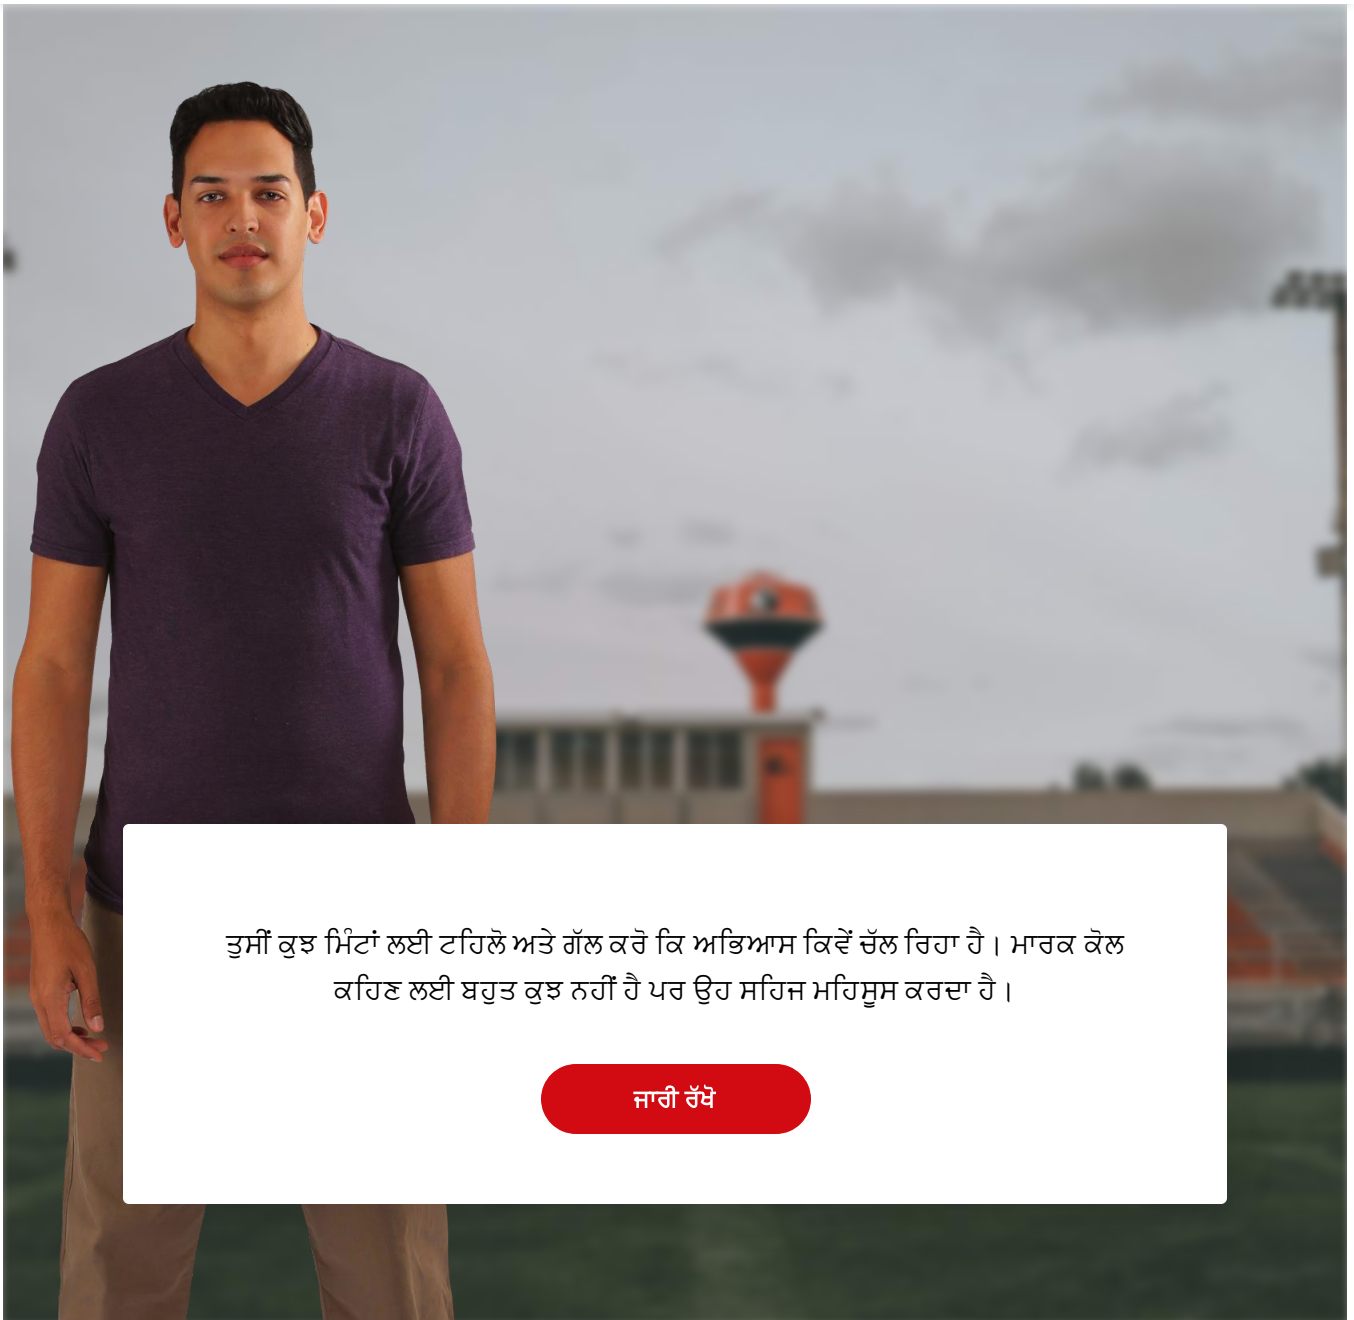 ਤੁਸੀਂ ਕੁਝ ਮਿੰਟਾਂ ਲਈ ਟਹਿਲੋ ਅਤੇ ਗੱਲ ਕਰੋ ਕਿ ਅਭਿਆਸ ਕਿਵੇਂ ਚੱਲ ਰਿਹਾ ਹੈ। ਮਾਰਕ ਕੋਲ
ਕਹਿਣ ਲਈ ਬਹੁਤ ਕੁਝ ਨਹੀਂ ਹੈ ਪਰ ਉਹ ਸਹਿਜ ਮਹਿਸੂਸ ਕਰਦਾ ਹੈ।
ਜਾਰੀ ਰੱਖੋ